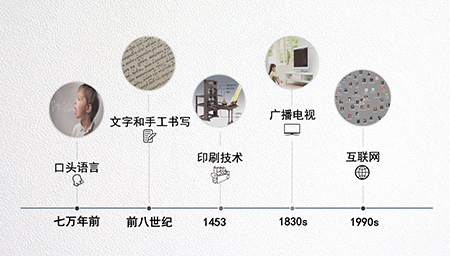 口头语言
文字和手工书写
印刷技术
广播电视
互联网
七万年前
前八世纪
1453
1830s
1990s